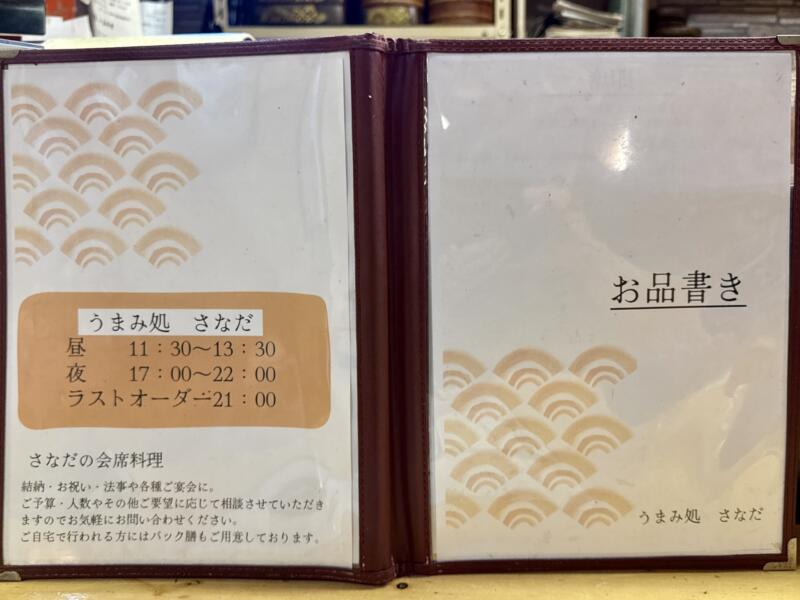 うまみ処　さなだ
昼　11：30〜13：30
夜　17：00〜22：00
ラストオーダー21：00
さなだの会席料理
結納・お祝い・法事や各種ご宴会に。
ご予算・人数やその他ご要望に応じて相談させていただき
ますのでお気軽にお問い合わせください。
ご自宅で行われる方にはパック膳もご用意しております。
お品書き
うまみ処　さなだ